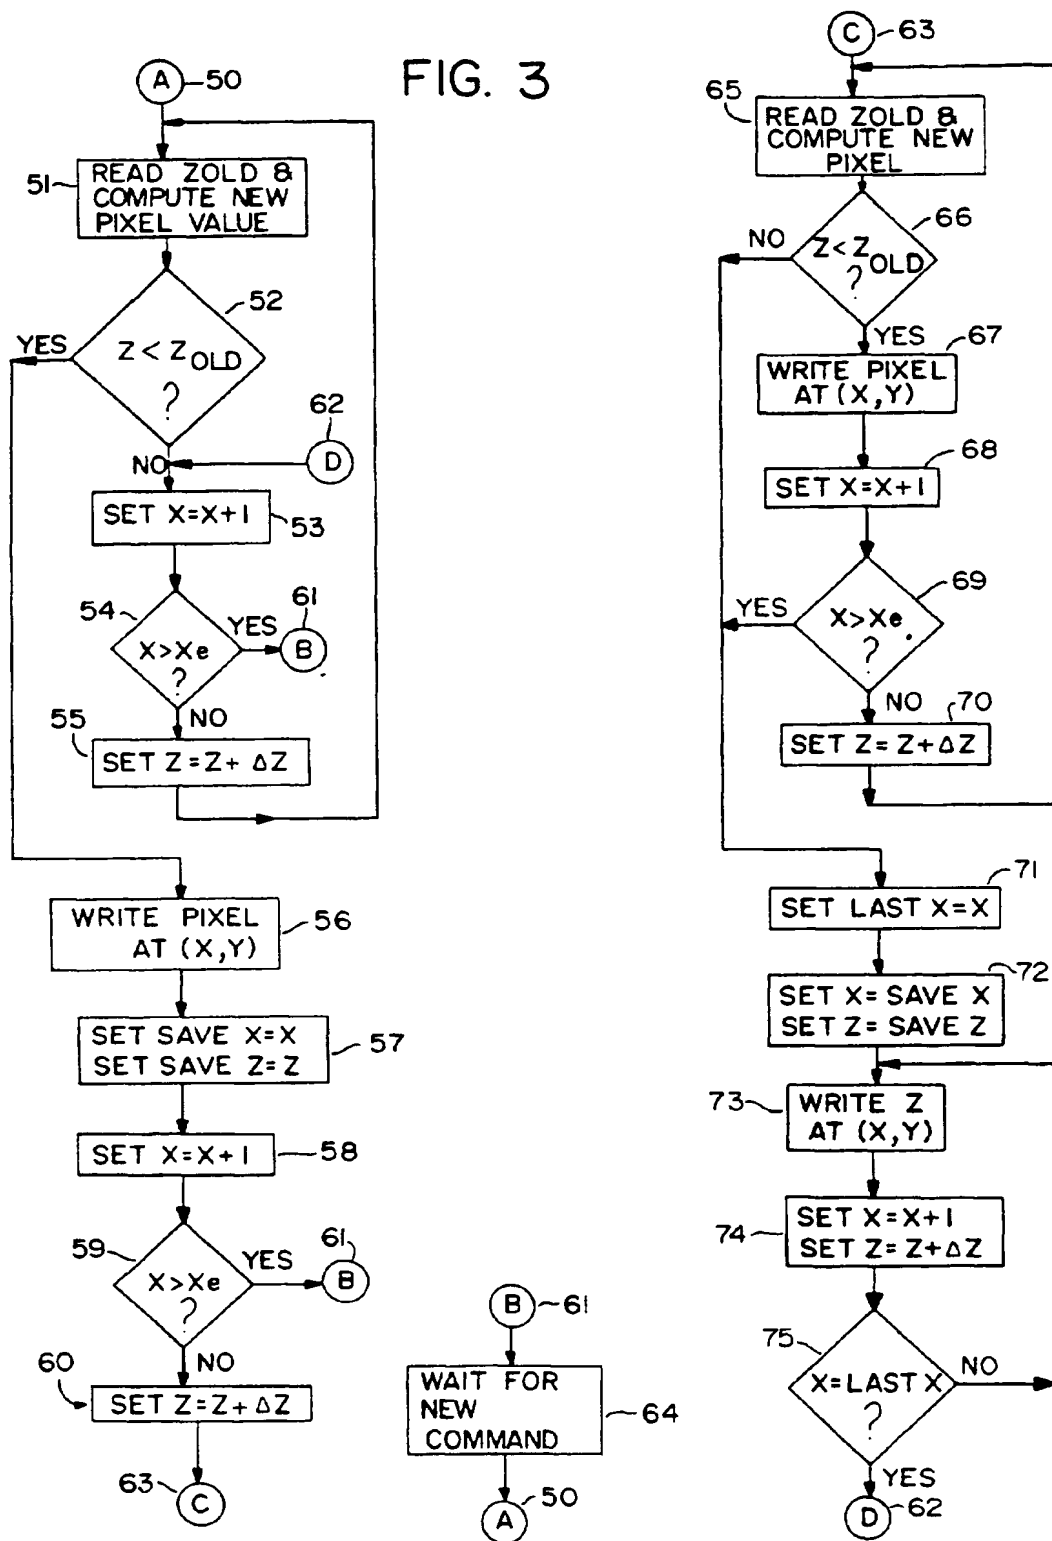 FIG. 3
A
50
51
READ ZOLD &
COMPUTE NEW
PIXEL VALUE
52
YES
Z < ZOLD
?
62
D
NO
SET X=X+1
53
54
X>Xe
?
YES
61
B
NO
55
SET Z=Z+ ΔZ
WRITE PIXEL
AT (X,Y)
56
SET SAVE X=X
SET SAVE Z=Z
57
SET X=X+1
58
59
X>Xe
?
YES
61
B
NO
60
SET Z=Z+ ΔZ
63
C
B
61
WAIT FOR
NEW
COMMAND
64
A
50
C
63
65
READ ZOLD &
COMPUTE NEW
PIXEL
66
NO
Z < ZOLD
?
YES
67
WRITE PIXEL
AT (X,Y)
68
SET X=X+1
69
YES
X>Xe
?
NO
70
SET Z=Z+ΔZ
71
SET LAST X=X
72
SET X=SAVE X
SET Z=SAVE Z
73
WRITE Z
AT (X,Y)
74
SET X=X+1
SET Z=Z+ΔZ
75
X=LAST X
?
NO
YES
D
62